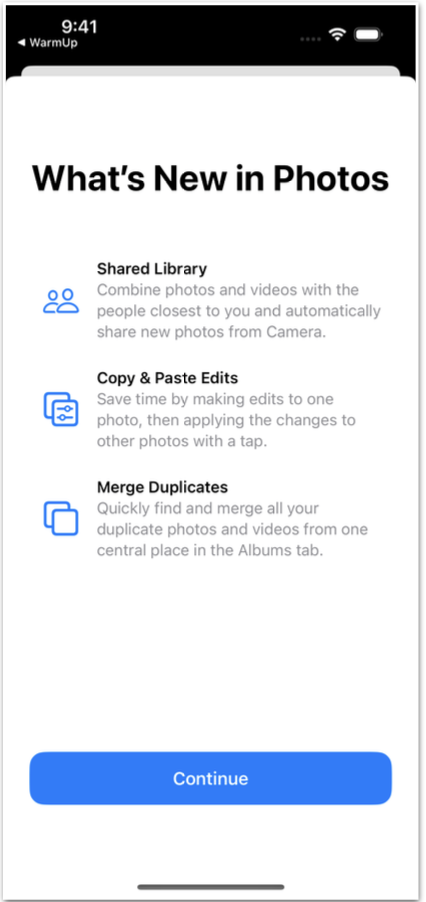 9:41
◀ WarmUp
What's New in Photos
Shared Library
Combine photos and videos with the
people closest to you and automatically
share new photos from Camera.
Copy & Paste Edits
Save time by making edits to one
photo, then applying the changes to
other photos with a tap.
Merge Duplicates
Quickly find and merge all your
duplicate photos and videos from one
central place in the Albums tab.
Continue